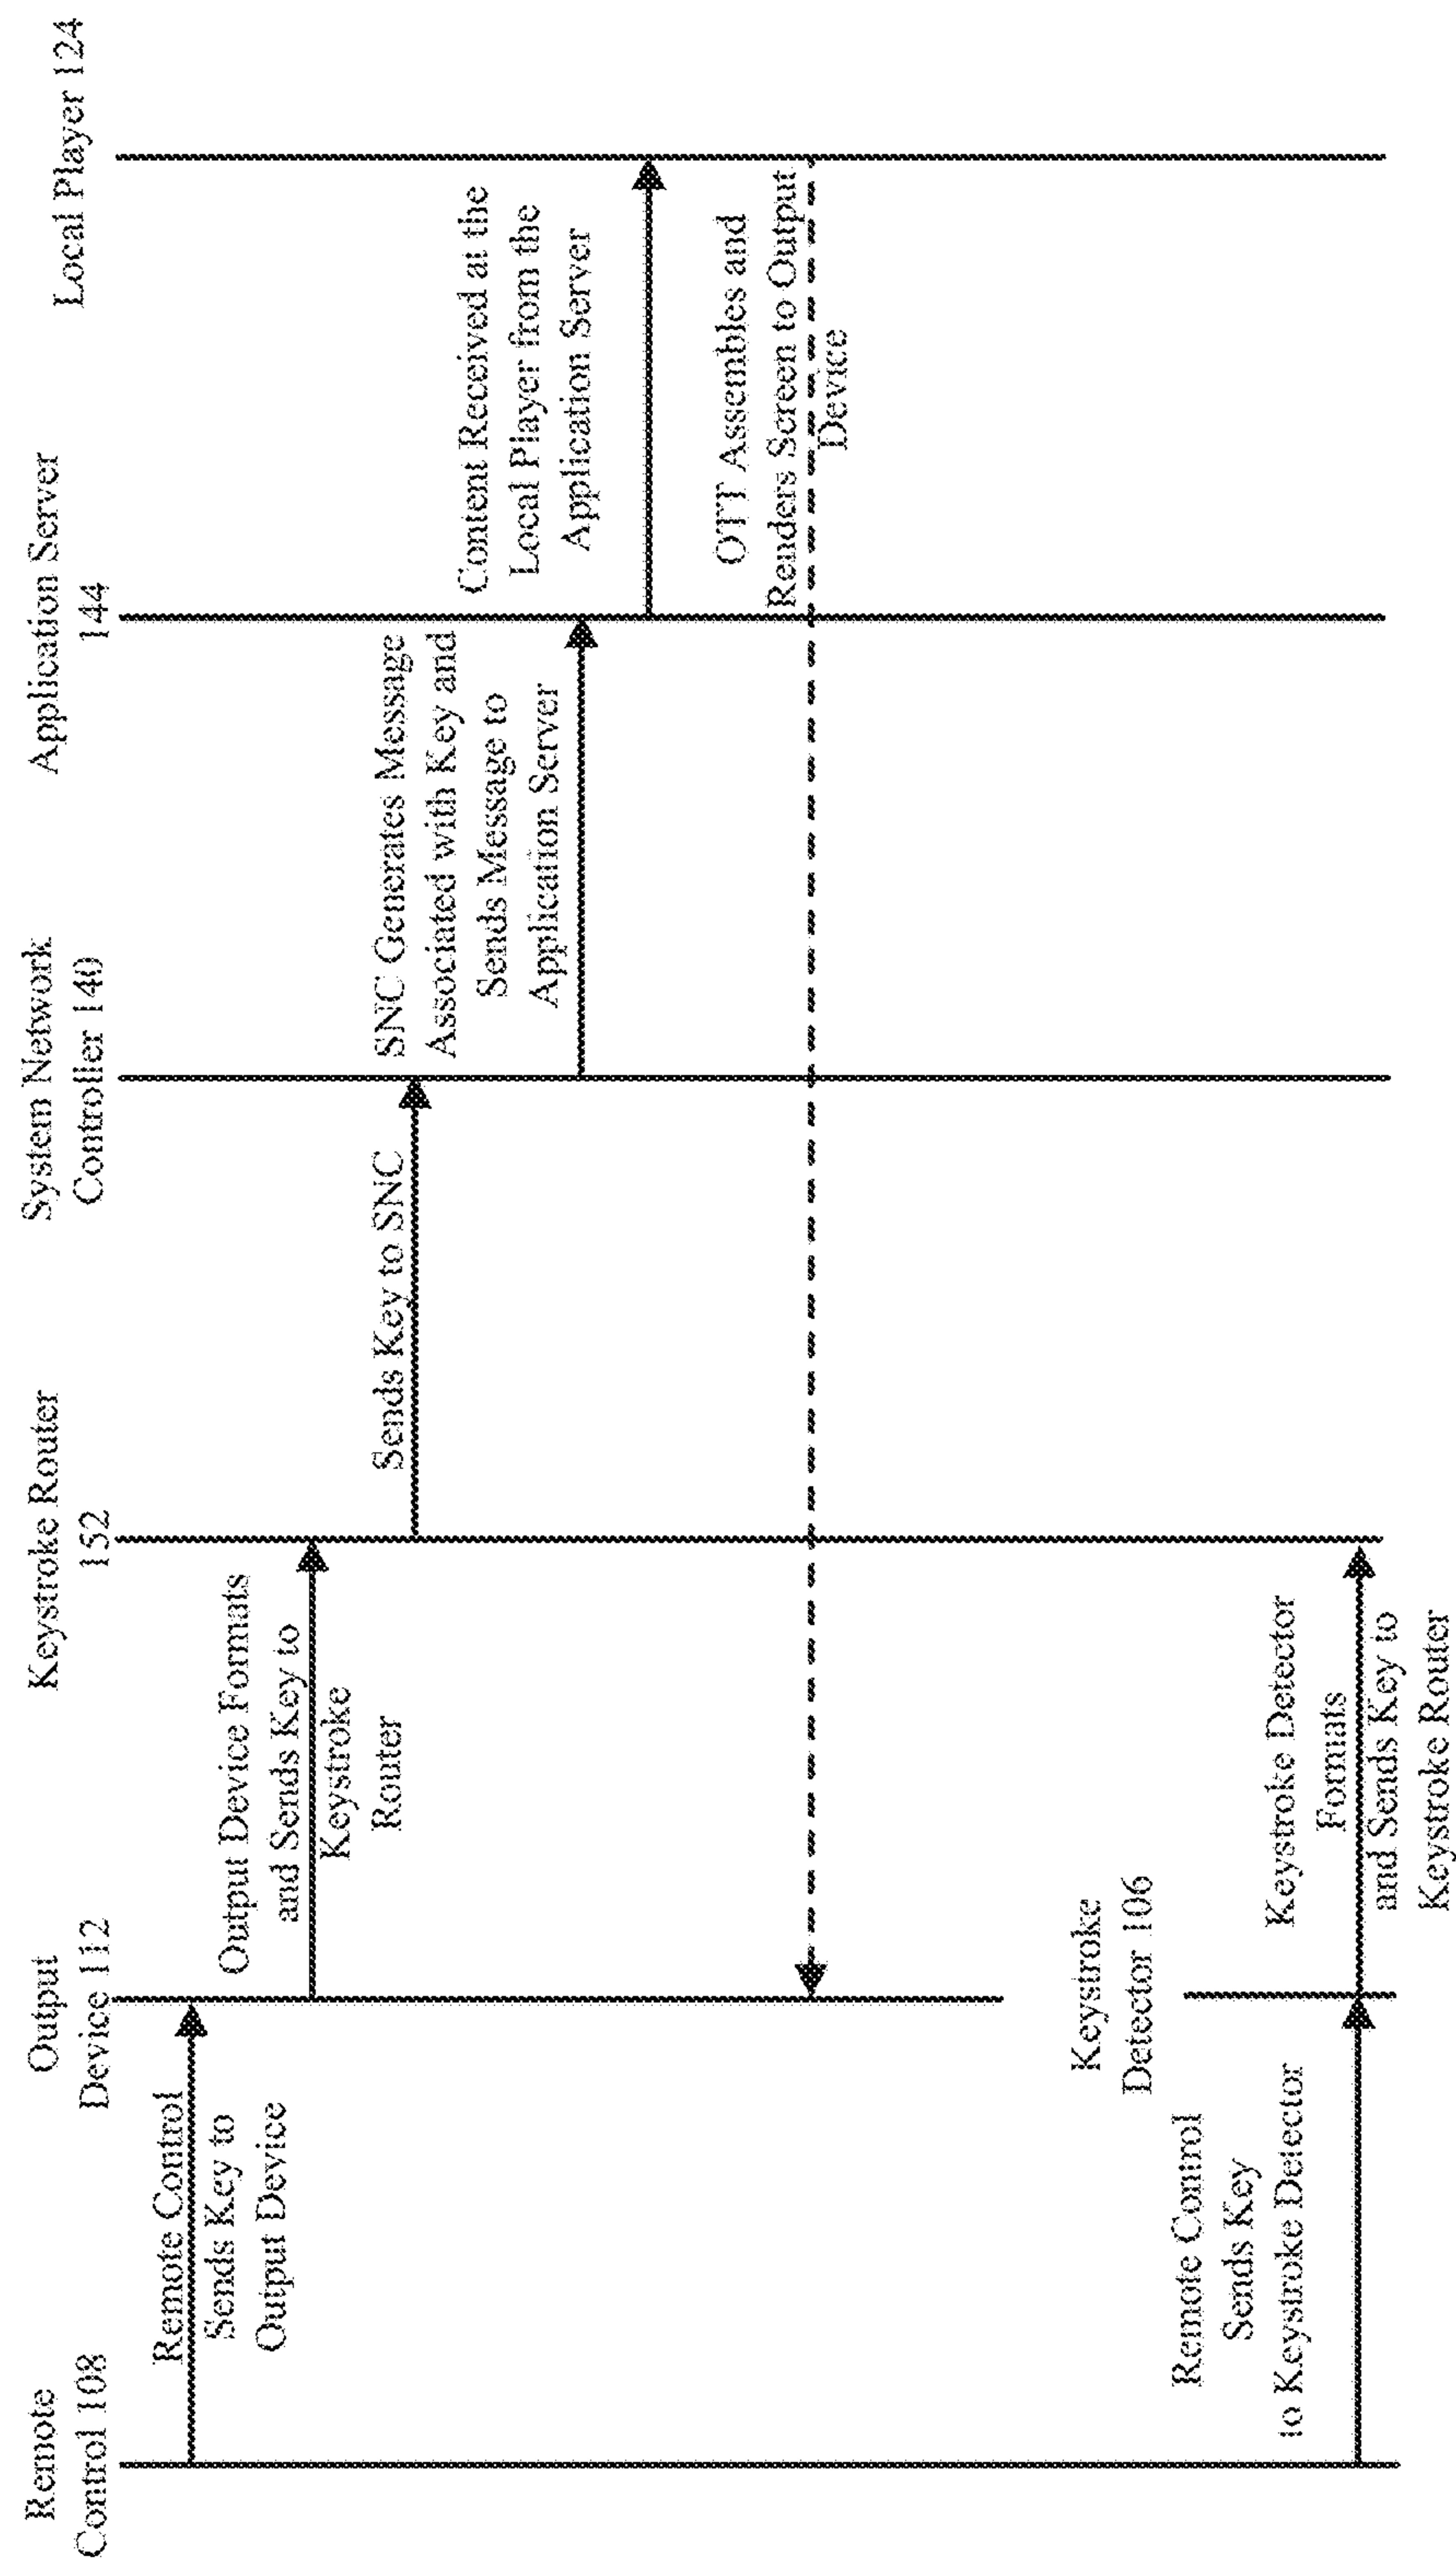 Remote
Control 108
Output
Device 112
Keystroke Router
152
System Network
Controller 140
Application Server
144
Local Player 124
Remote Control
Sends Key to
Output Device
Output Device Formats
and Sends Key to
Keystroke
Router
Sends Key to SNC
SNC Generates Message
Associated with Key and
Sends Message to
Application Server
Content Received at the
Local Player from the
Application Server
OTT Assembles and
Renders Screen to Output
Device
Keystroke
Detector 106
Remote Control
Sends Key
to Keystroke Detector
Keystroke Detector
Formats
and Sends Key to
Keystroke Router